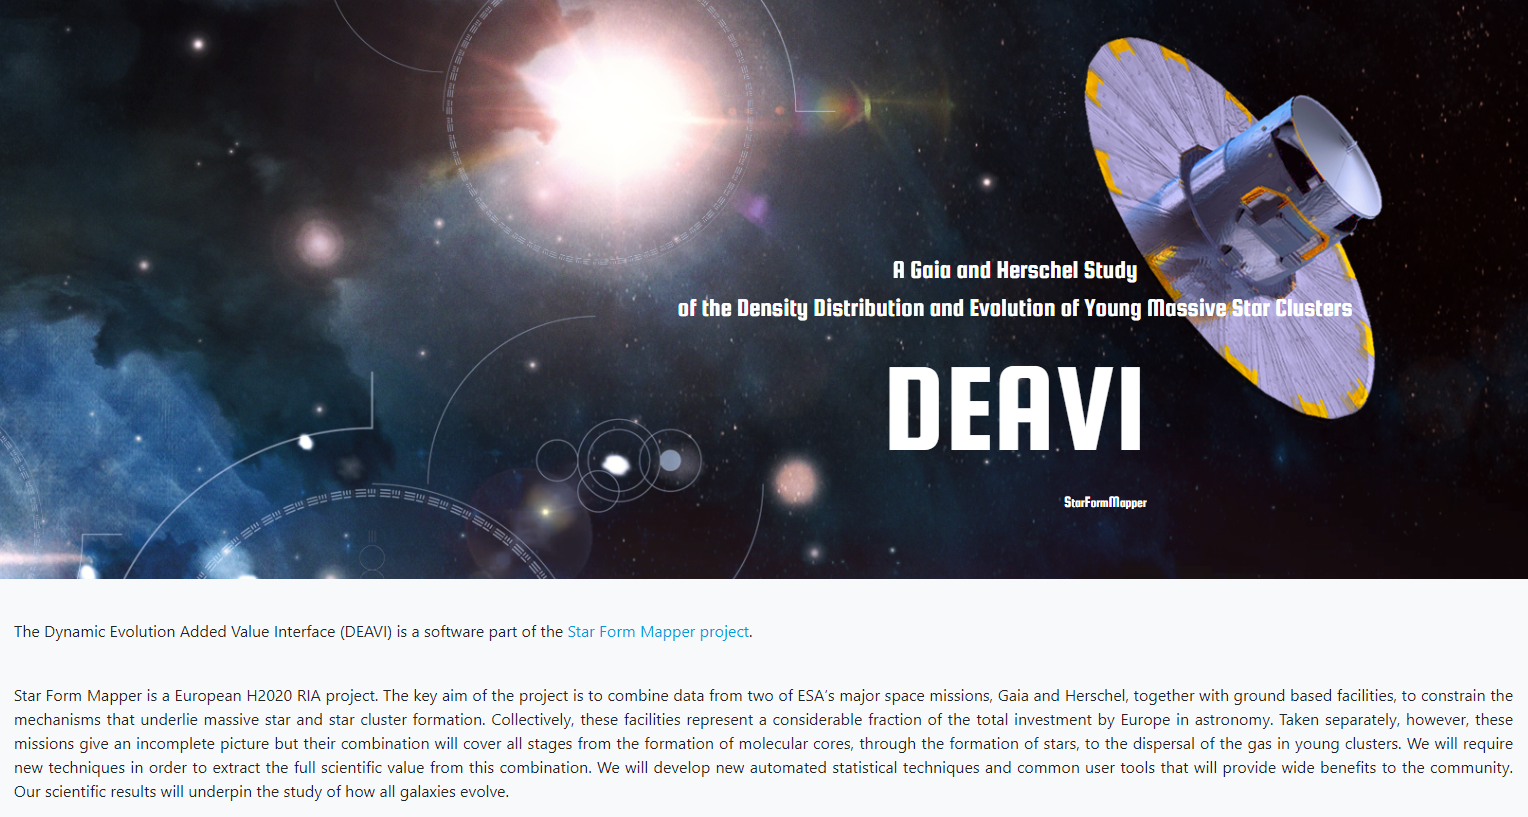 A Gaia and Herschel Study
of the Density Distribution and Evolution of Young Massive Star Clusters
DEAVI
StarFormMapper
The Dynamic Evolution Added Value Interface (DEAVI) is a software part of the Star Form Mapper project.
Star Form Mapper is a European H2020 RIA project. The key aim of the project is to combine data from two of ESA's major space missions, Gaia and Herschel, together with ground based facilities, to constrain the
mechanisms that underlie massive star and star cluster formation. Collectively, these facilities represent a considerable fraction of the total investment by Europe in astronomy. Taken separately, however, these
missions give an incomplete picture but their combination will cover all stages from the formation of molecular cores, through the formation of stars, to the dispersal of the gas in young clusters. We will require
new techniques in order to extract the full scientific value from this combination. We will develop new automated statistical techniques and common user tools that will provide wide benefits to the community.
Our scientific results will underpin the study of how all galaxies evolve.